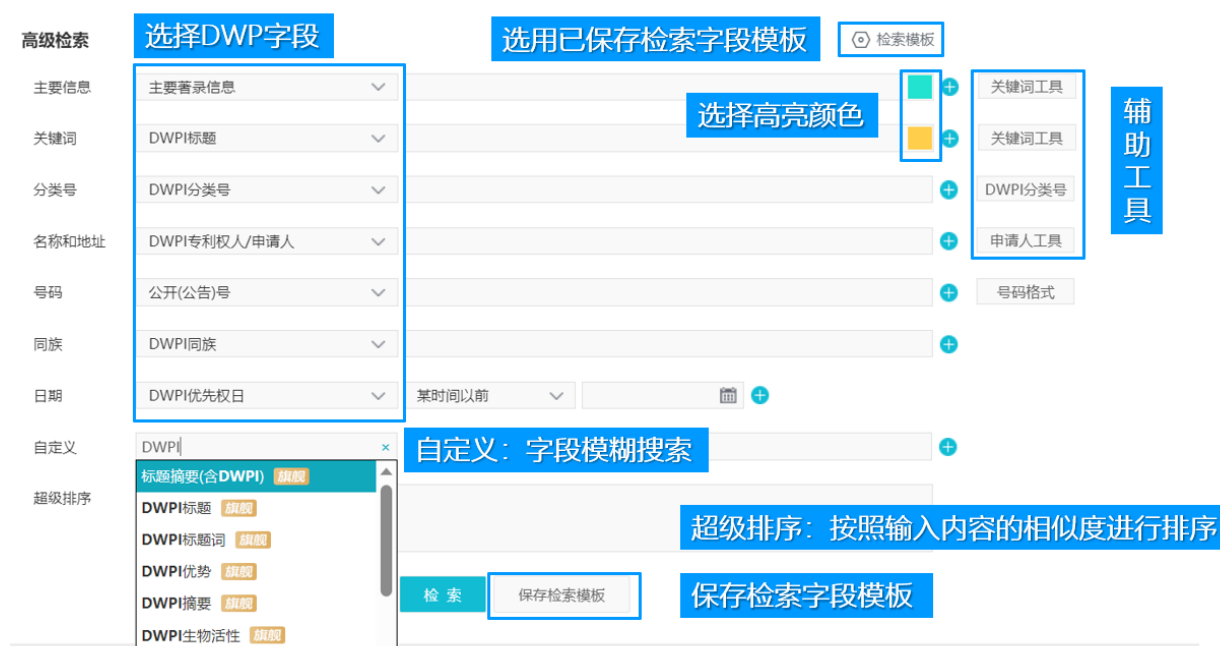 高级检索
选择DWP字段
选用已保存检索字段模板
检索模板
主要信息
主要著录信息
关键词工具
选择高亮颜色
辅助工具
关键词
DWPI标题
关键词工具
分类号
DWPI分类号
DWPI分类号
名称和地址
DWPI专利权人/申请人
申请人工具
号码
公开(公告)号
号码格式
同族
DWPI同族
日期
DWPI优先权日
某时间以前
自定义
DWPI
×
自定义：字段模糊搜索
标题摘要(含DWPI) 旗舰
超级排序
DWPI标题 旗舰
超级排序：按照输入内容的相似度进行排序
DWPI标题词 旗舰
DWPI优势 旗舰
DWPI摘要 旗舰
检 索
保存检索模板
保存检索字段模板
DWPI生物活性 旗舰